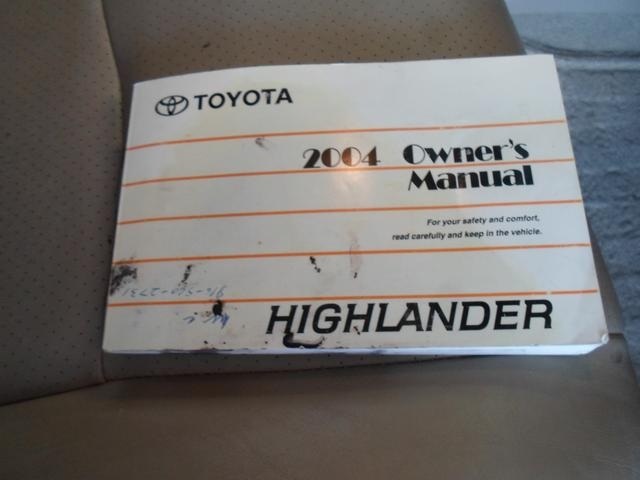 TOYOTA
2004 Owner's
Manual
For your safety and comfort,
read carefully and keep in the vehicle.
HIGHLANDER